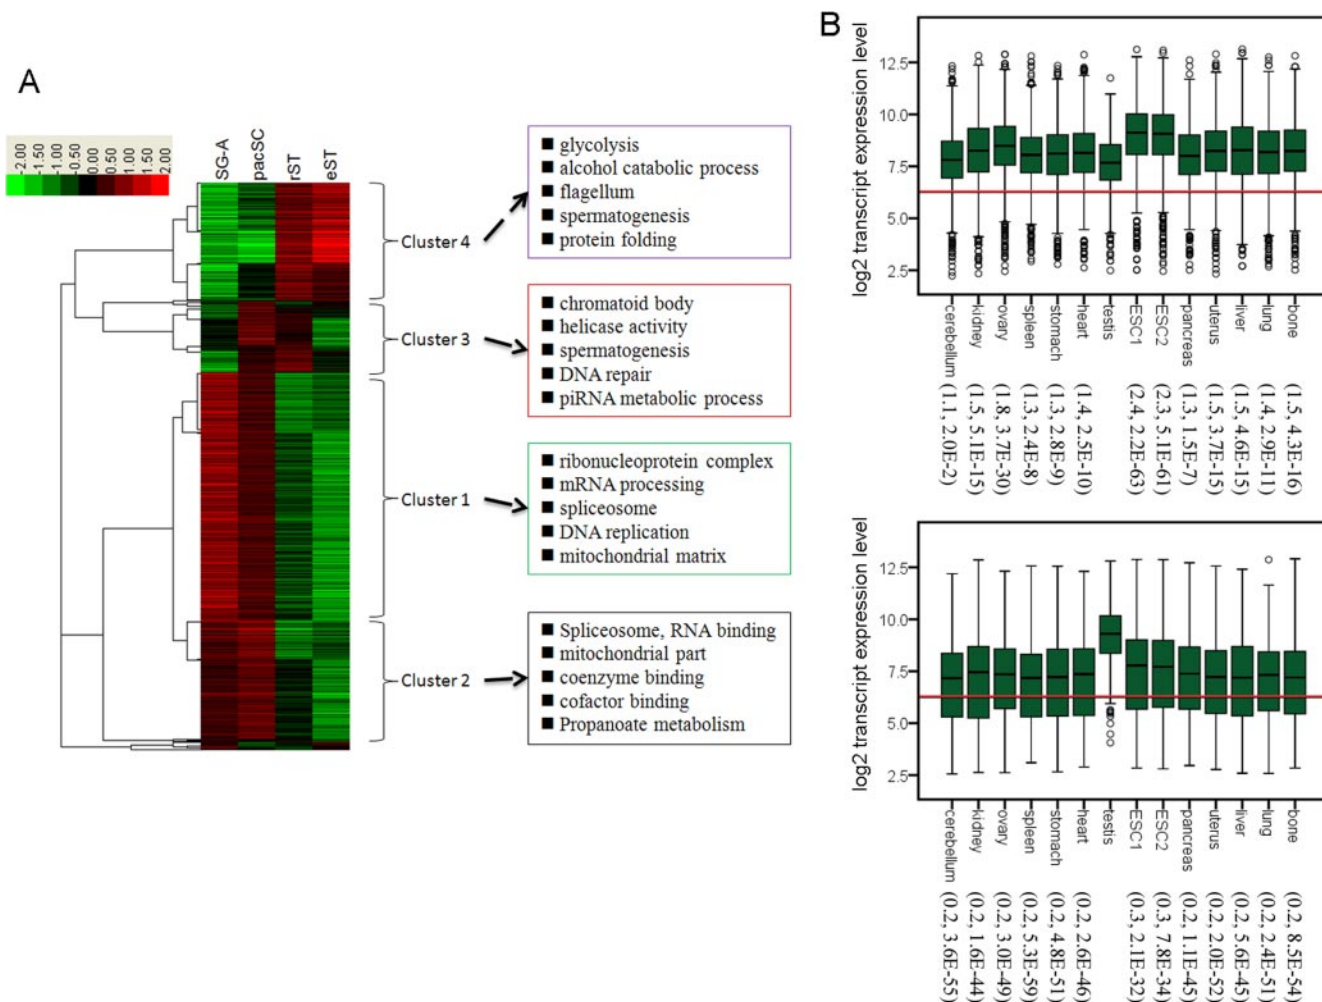 A
-2.00
-1.50
-1.00
-0.50
0.00
0.50
1.00
1.50
2.00
SG-A
pacSC
rST
eST
Cluster 4
■ glycolysis
■ alcohol catabolic process
■ flagellum
■ spermatogenesis
■ protein folding
Cluster 3
■ chromatoid body
■ helicase activity
■ spermatogenesis
■ DNA repair
■ piRNA metabolic process
Cluster 1
■ ribonucleoprotein complex
■ mRNA processing
■ spliceosome
■ DNA replication
■ mitochondrial matrix
Cluster 2
■ Spliceosome, RNA binding
■ mitochondrial part
■ coenzyme binding
■ cofactor binding
■ Propanoate metabolism
B
log2 transcript expression level
12.5
10.0
7.5
5.0
2.5
cerebellum (1.1, 2.0E-2)
kidney (1.5, 5.1E-15)
ovary (1.8, 3.7E-30)
spleen (1.3, 2.4E-8)
stomach (1.3, 2.8E-9)
heart (1.4, 2.5E-10)
testis
ESC1 (2.4, 2.2E-63)
ESC2 (2.3, 5.1E-61)
pancreas (1.3, 1.5E-7)
uterus (1.5, 3.7E-15)
liver (1.5, 4.6E-15)
lung (1.4, 2.9E-11)
bone (1.5, 4.3E-16)
log2 transcript expression level
12.5
10.0
7.5
5.0
2.5
cerebellum (0.2, 3.6E-55)
kidney (0.2, 1.6E-44)
ovary (0.2, 3.0E-49)
spleen (0.2, 5.3E-59)
stomach (0.2, 4.8E-51)
heart (0.2, 2.6E-46)
testis
ESC1 (0.3, 2.1E-32)
ESC2 (0.3, 7.8E-34)
pancreas (0.2, 1.1E-45)
uterus (0.2, 2.0E-52)
liver (0.2, 5.6E-45)
lung (0.2, 2.4E-51)
bone (0.2, 8.5E-54)